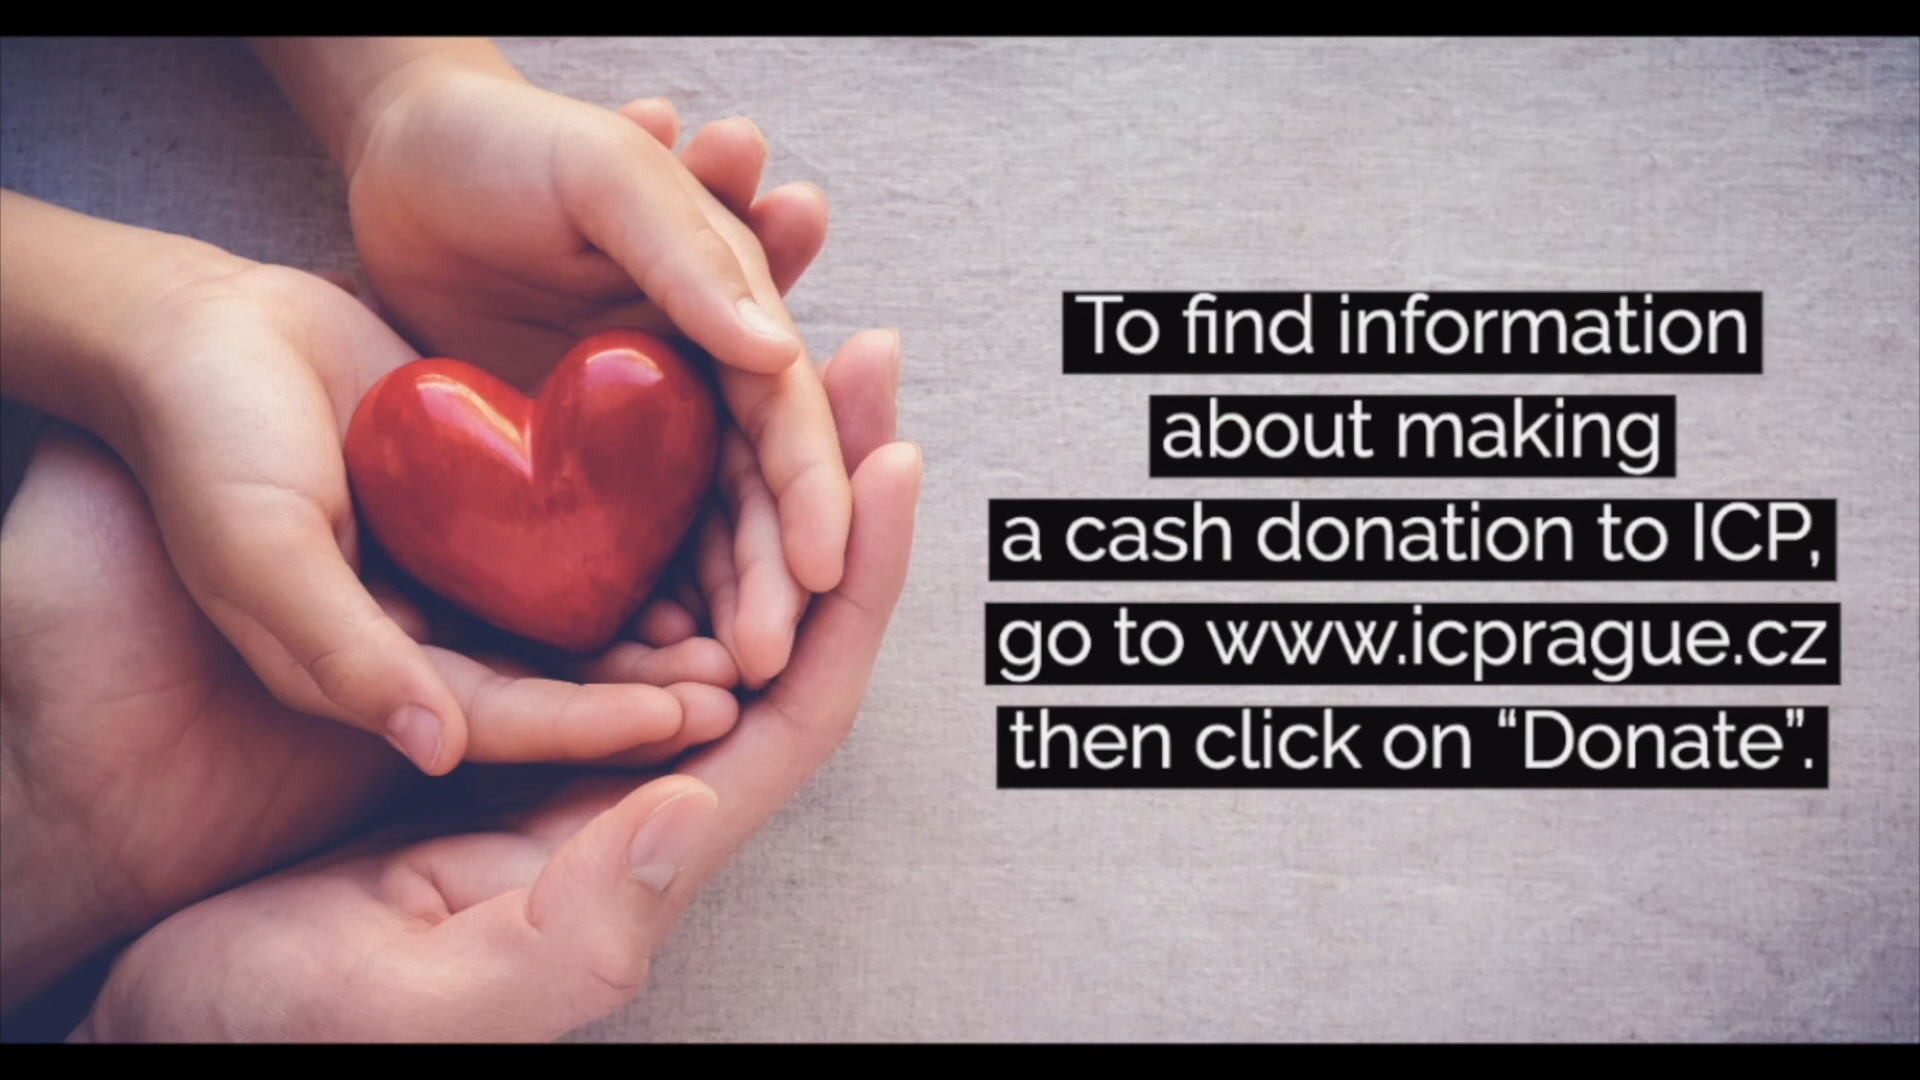 To find information
about making
a cash donation to ICP,
go to www.icprague.cz
then click on “Donate”.